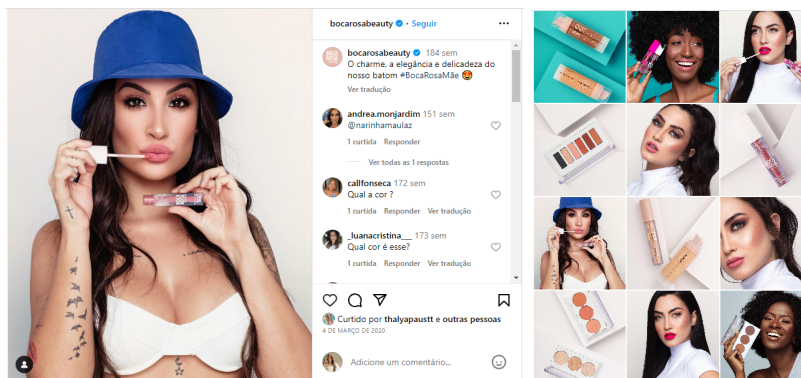 bocarosabeauty • Seguir
bocarosabeauty 184 sem
O charme, a elegância e delicadeza do
nosso batom #BocaRosaMãe 😍
Ver tradução
andrea.monjardim 151 sem
@narinhamaulaz
1 curtida Responder
Ver todas as 1 respostas
callfonseca 172 sem
Qual a cor ?
1 curtida Responder Ver tradução
_luanacristina___ 173 sem
Qual cor é esse?
1 curtida Responder Ver tradução
Curtido por thalyapaustt e outras pessoas
4 DE MARÇO DE 2020
Adicione um comentário...